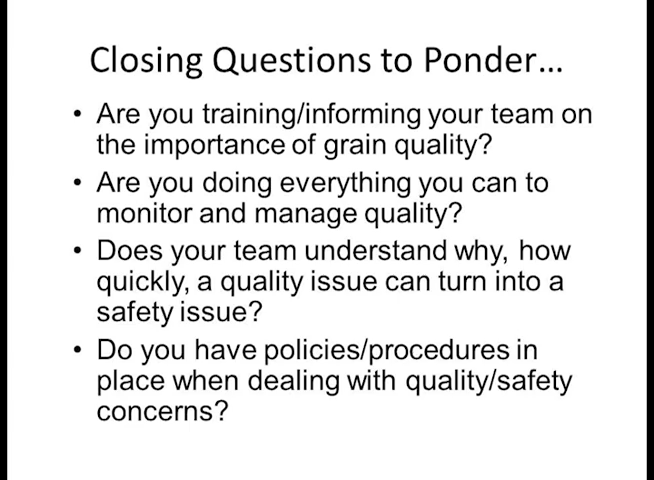 Closing Questions to Ponder...
• Are you training/informing your team on
the importance of grain quality?
• Are you doing everything you can to
monitor and manage quality?
• Does your team understand why, how
quickly, a quality issue can turn into a
safety issue?
• Do you have policies/procedures in
place when dealing with quality/safety
concerns?